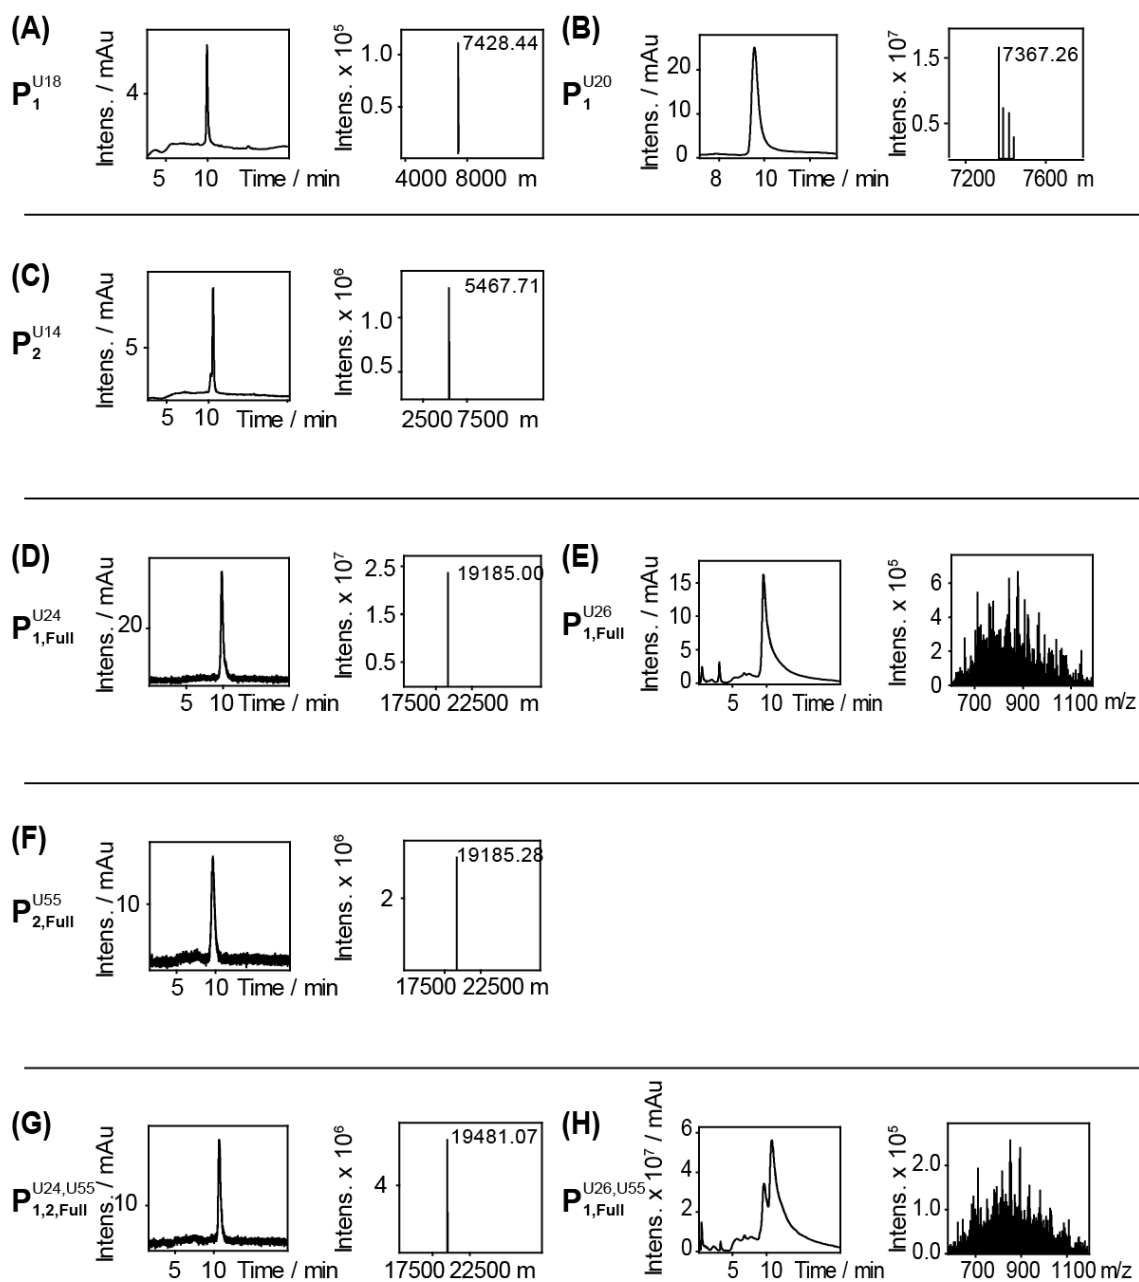 (A)
P₁^U18
Intens. / mAu
4
5 10 Time / min
Intens. x 10⁵
1.0
0.5
7428.44
4000 8000 m
(B)
P₁^U20
Intens. / mAu
20
10
0
8 10 Time / min
Intens. x 10⁷
1.5
0.5
7367.26
7200 7600 m
(C)
P₂^U14
Intens. / mAu
5
5 10 Time / min
Intens. x 10⁶
1.0
0.5
5467.71
2500 7500 m
(D)
P₁,Full^U24
Intens. / mAu
20
5 10 Time / min
Intens. x 10⁷
2.5
1.5
0.5
19185.00
17500 22500 m
(E)
P₁,Full^U26
Intens. / mAu
15
10
5
0
5 10 Time / min
Intens. x 10⁵
6
4
2
0
700 900 1100 m/z
(F)
P₂,Full^U55
Intens. / mAu
10
5 10 Time / min
Intens. x 10⁶
2
19185.28
17500 22500 m
(G)
P₁,₂,Full^U24,U55
Intens. / mAu
10
5 10 Time / min
Intens. x 10⁶
4
19481.07
17500 22500 m
(H)
P₁,Full^U26,U55
Intens. x 10⁷ / mAu
6
4
2
0
5 10 Time / min
Intens. x 10⁵
2.0
1.0
0.0
700 900 1100 m/z